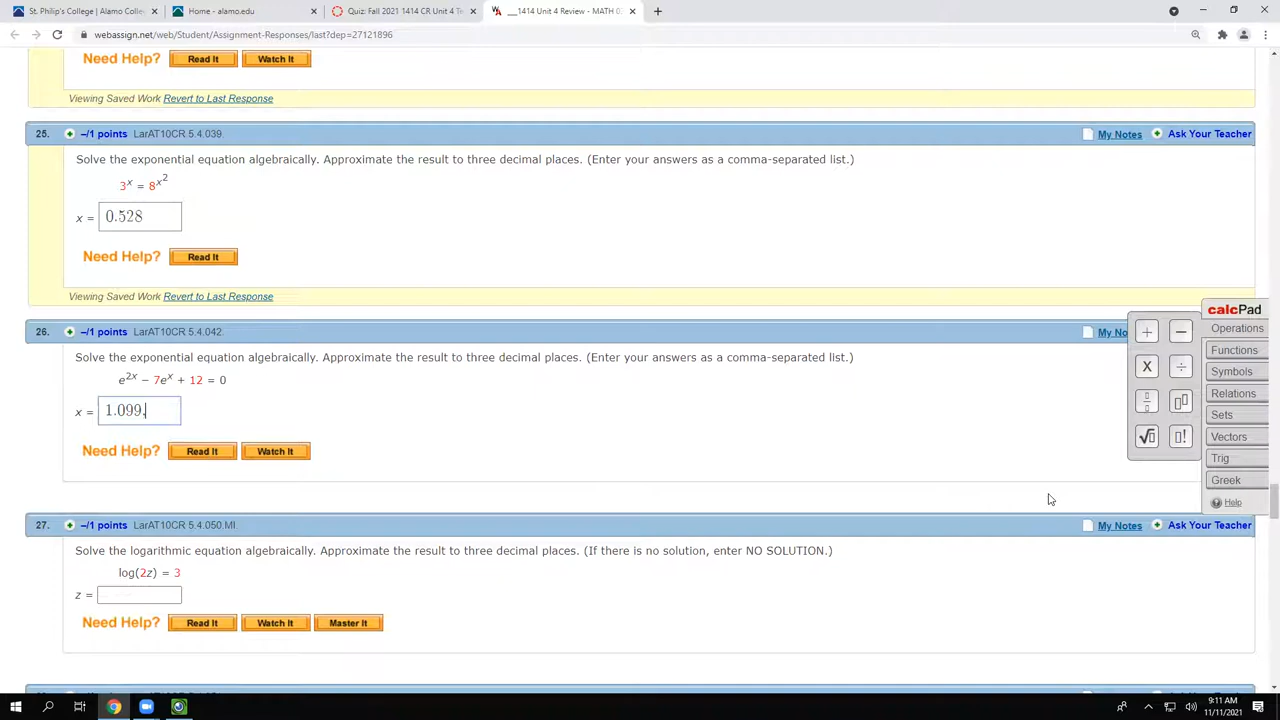 St. Philip's College | Alamo Colle
Home - alamo.edu
Quiz: Fall 2021 1414 CR Unit 4 Te
__1414 Unit 4 Review - MATH 0
webassign.net/web/Student/Assignment-Responses/last?dep=27121896
Need Help? Read It Watch It
Viewing Saved Work Revert to Last Response
25. –/1 points LarAT10CR 5.4.039. My Notes Ask Your Teacher
Solve the exponential equation algebraically. Approximate the result to three decimal places. (Enter your answers as a comma-separated list.)
3^x = 8^x^2
x = 0.528
Need Help? Read It
Viewing Saved Work Revert to Last Response
calcPad
Operations
Functions
Symbols
Relations
Sets
Vectors
Trig
Greek
Help
26. –/1 points LarAT10CR 5.4.042. My No
Solve the exponential equation algebraically. Approximate the result to three decimal places. (Enter your answers as a comma-separated list.)
e^2x − 7e^x + 12 = 0
x = 1.099.
Need Help? Read It Watch It
27. –/1 points LarAT10CR 5.4.050.MI. My Notes Ask Your Teacher
Solve the logarithmic equation algebraically. Approximate the result to three decimal places. (If there is no solution, enter NO SOLUTION.)
log(2z) = 3
z =
Need Help? Read It Watch It Master It
9:11 AM
11/11/2021